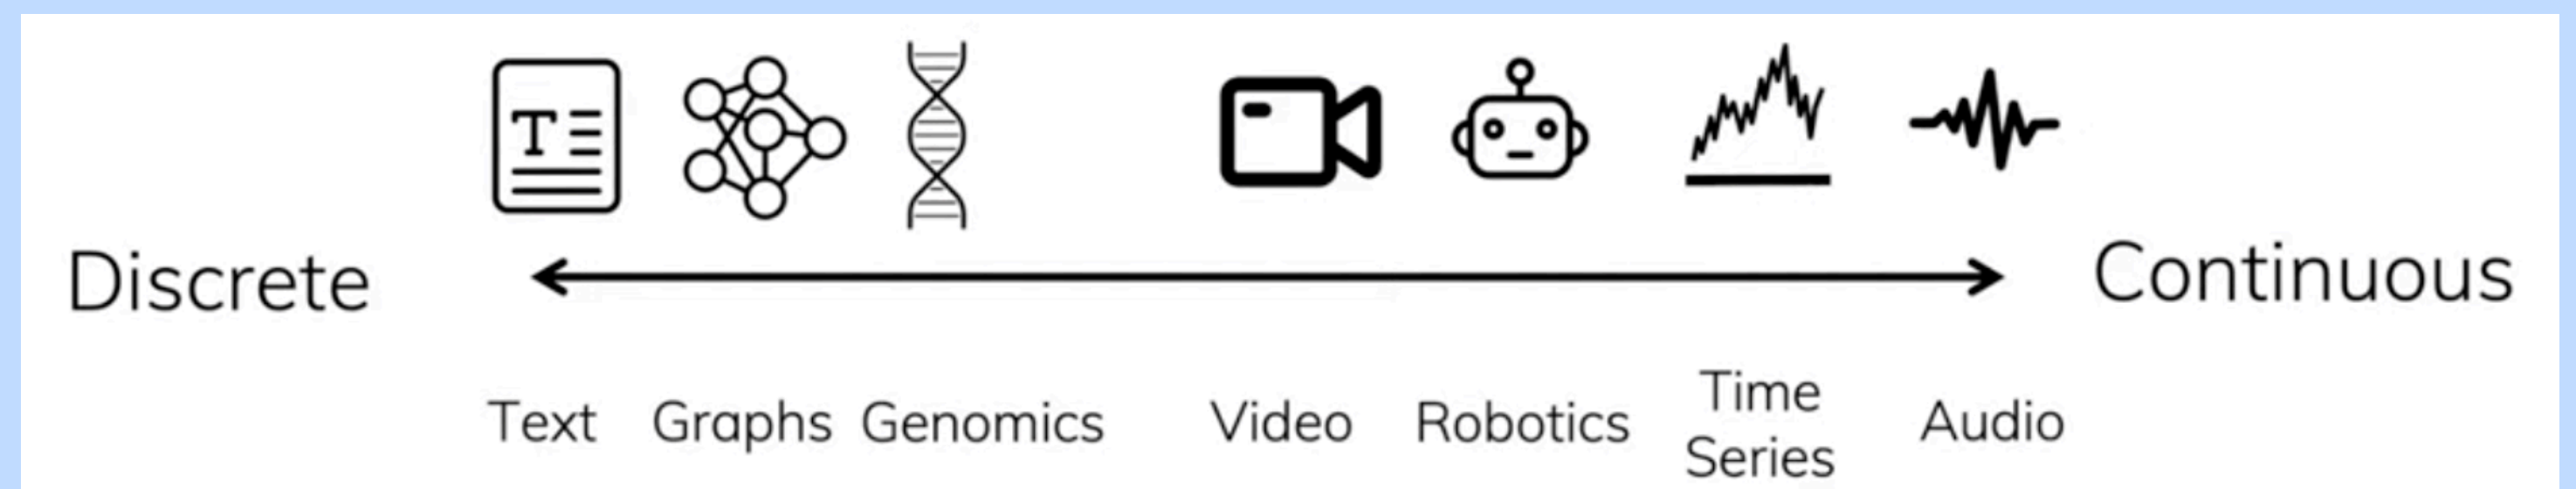 T
Discrete
Continuous
Text
Graphs
Genomics
Video
Robotics
Time
Series
Audio